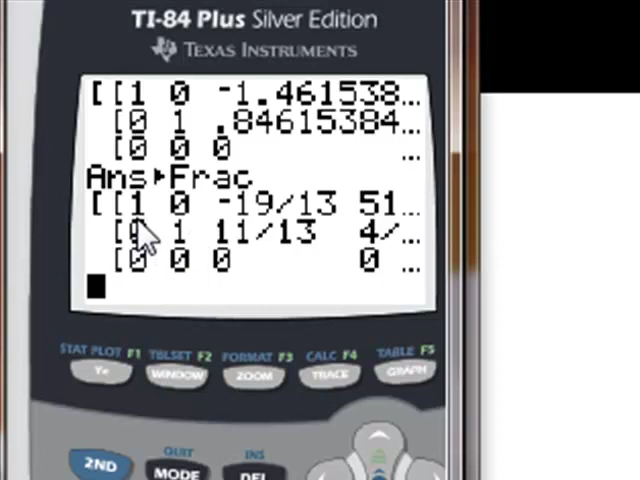 TI-84 Plus Silver Edition
TEXAS INSTRUMENTS
[[1 0 -1.461538...
[0 1 .84615384...
[0 0 0 ...
Ans▸Frac
[[1 0 -19/13 51...
[0 1 11/13 4/...
[0 0 0 0 ...
STAT PLOT F1 TBLSET F2 FORMAT F3 CALC F4 TABLE F5
Y= WINDOW ZOOM TRACE GRAPH
QUIT INS
2ND MODE DEL